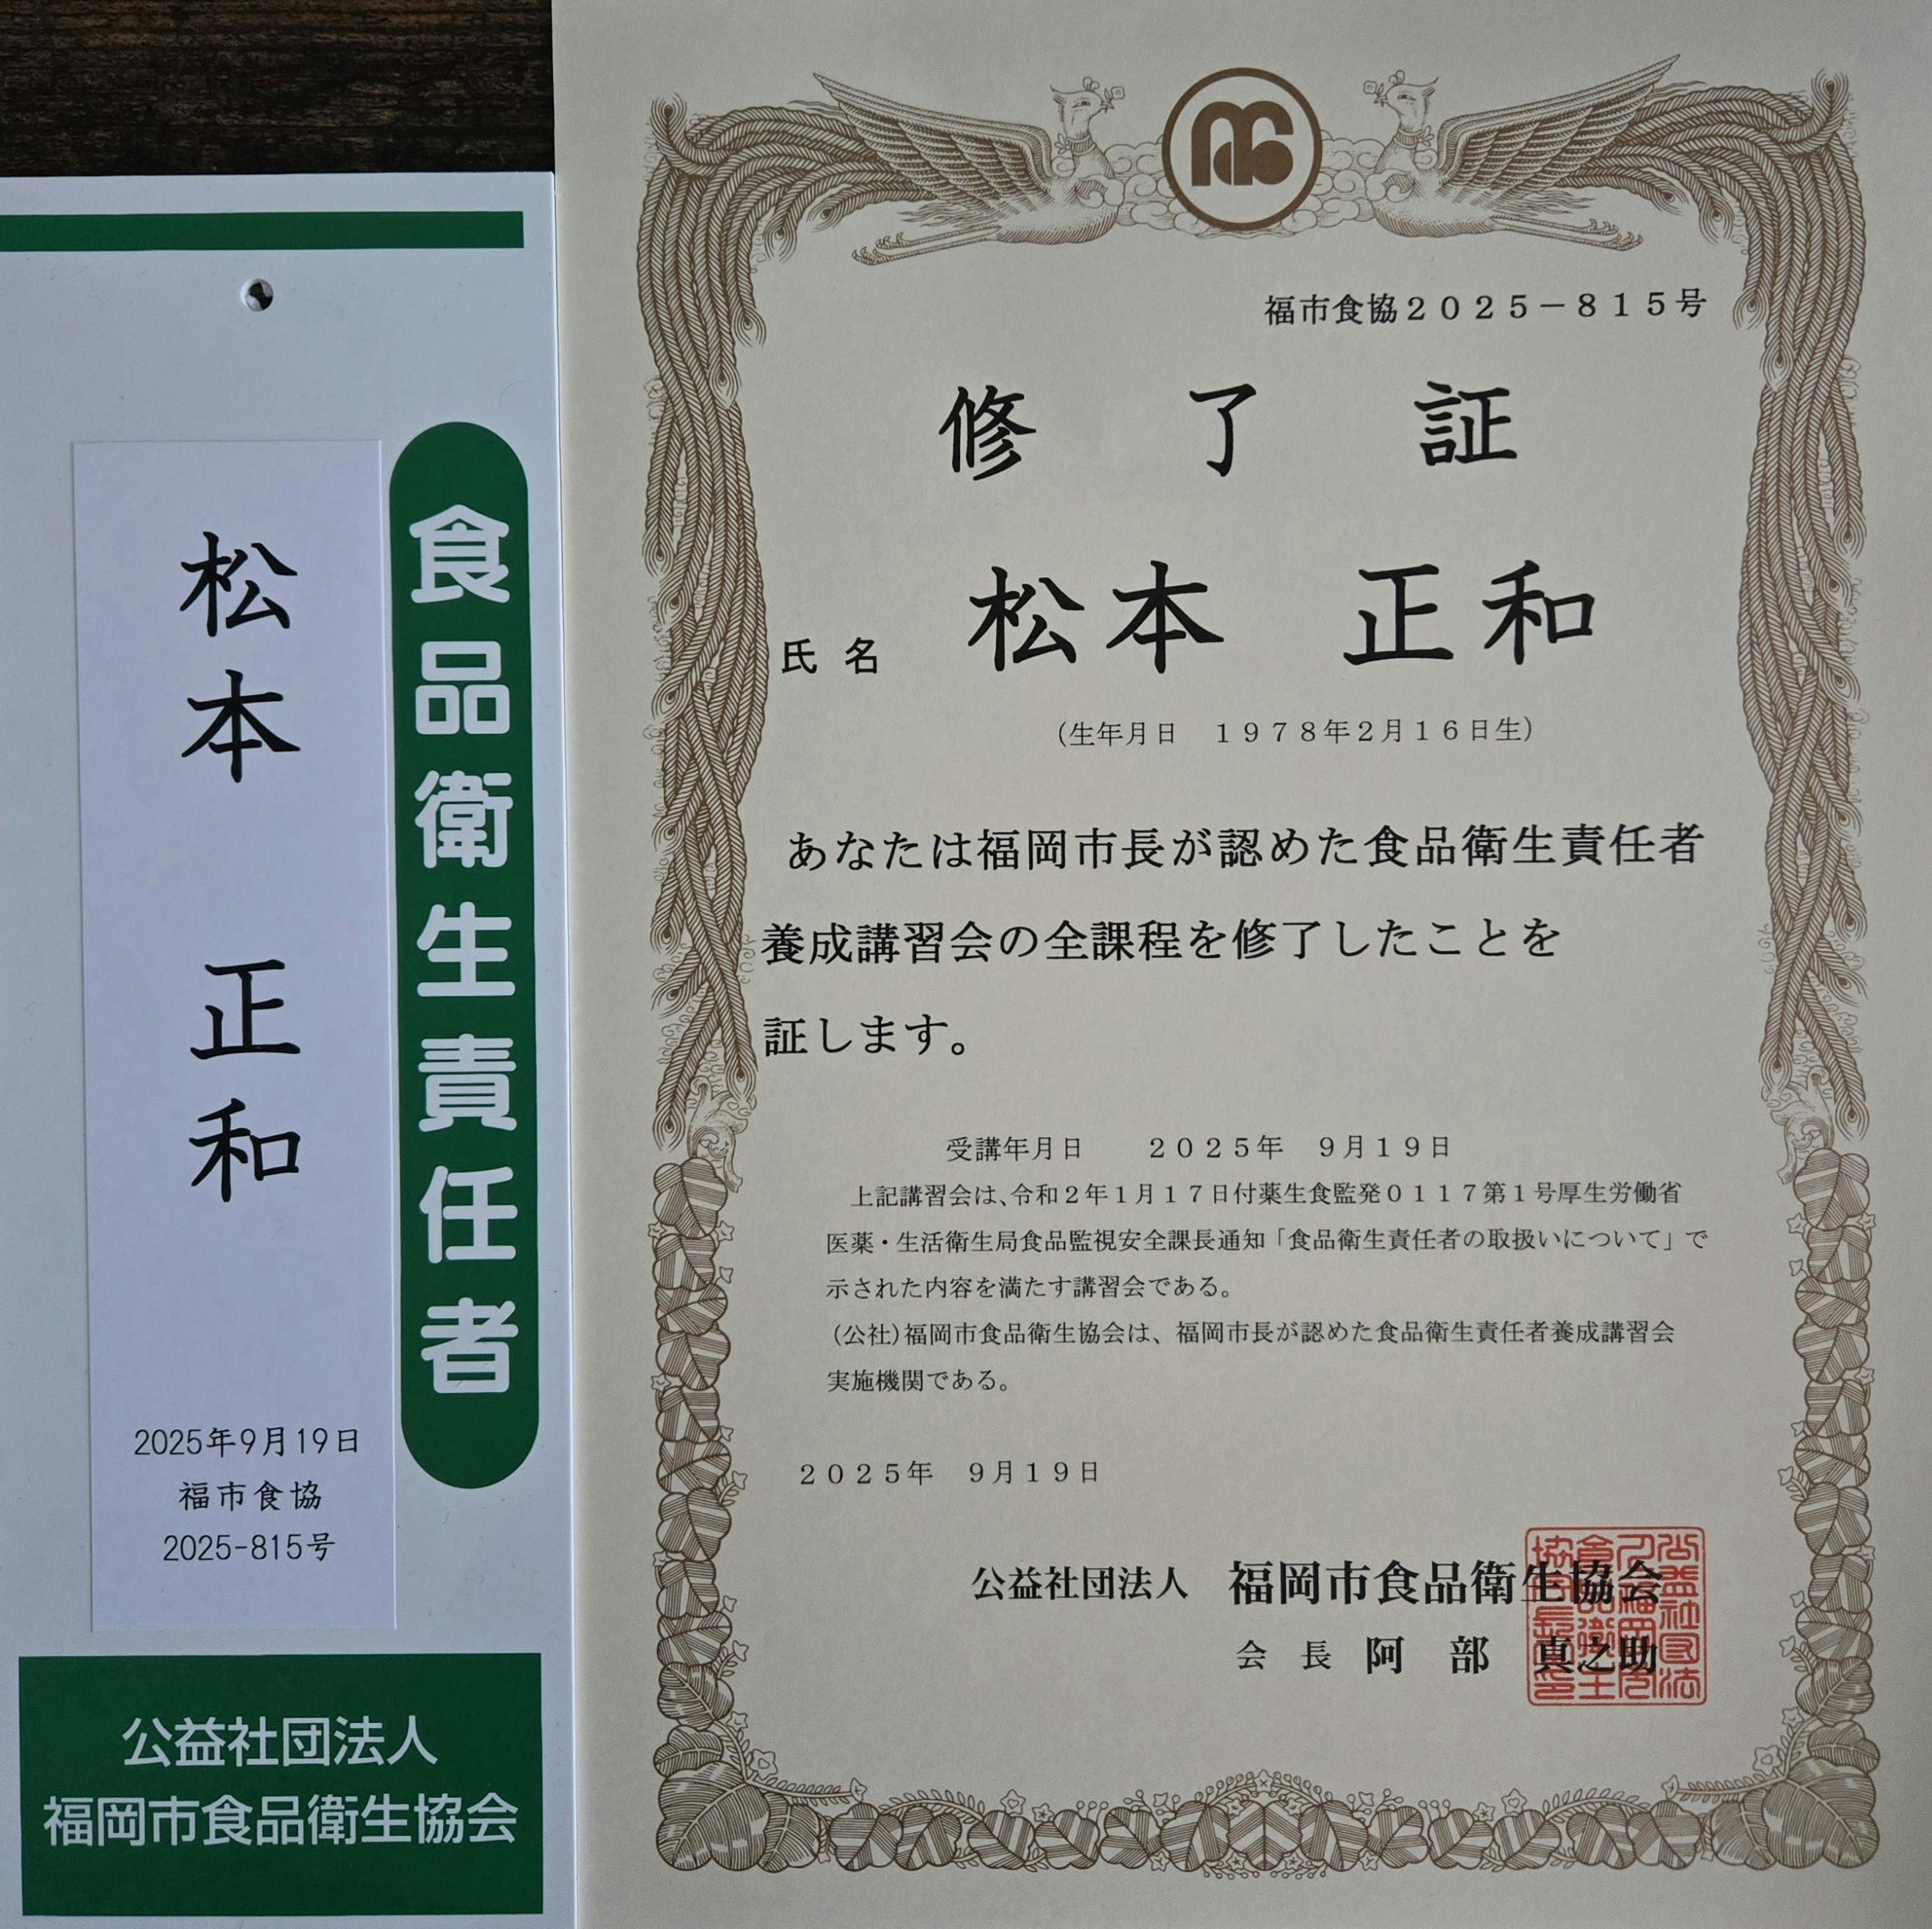 食品衛生責任者
松本 正和
2025年9月19日
福市食協
2025-815号
公益社団法人
福岡市食品衛生協会
福市食協2025-815号
修了証
氏名 松本 正和
(生年月日 1978年2月16日生)
あなたは福岡市長が認めた食品衛生責任者
養成講習会の全課程を修了したことを
証します。
受講年月日 2025年 9月19日
上記講習会は、令和2年1月17日付薬生食監発0117第1号厚生労働省
医薬・生活衛生局食品監視安全課長通知「食品衛生責任者の取扱いについて」で
示された内容を満たす講習会である。
(公社)福岡市食品衛生協会は、福岡市長が認めた食品衛生責任者養成講習会
実施機関である。
2025年 9月19日
公益社団法人 福岡市食品衛生協会
会長 阿部 真之助